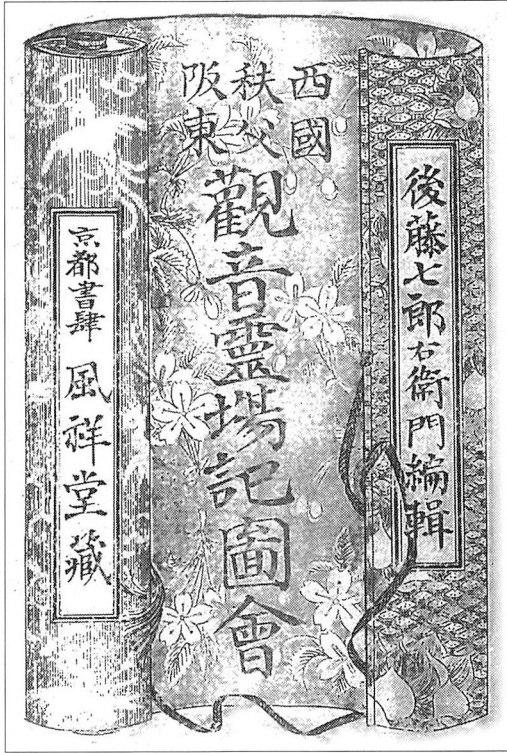 後藤七郎右衛門編輯
西國
秩父
阪東
觀音靈場記圖會
京都書肆 風祥堂藏